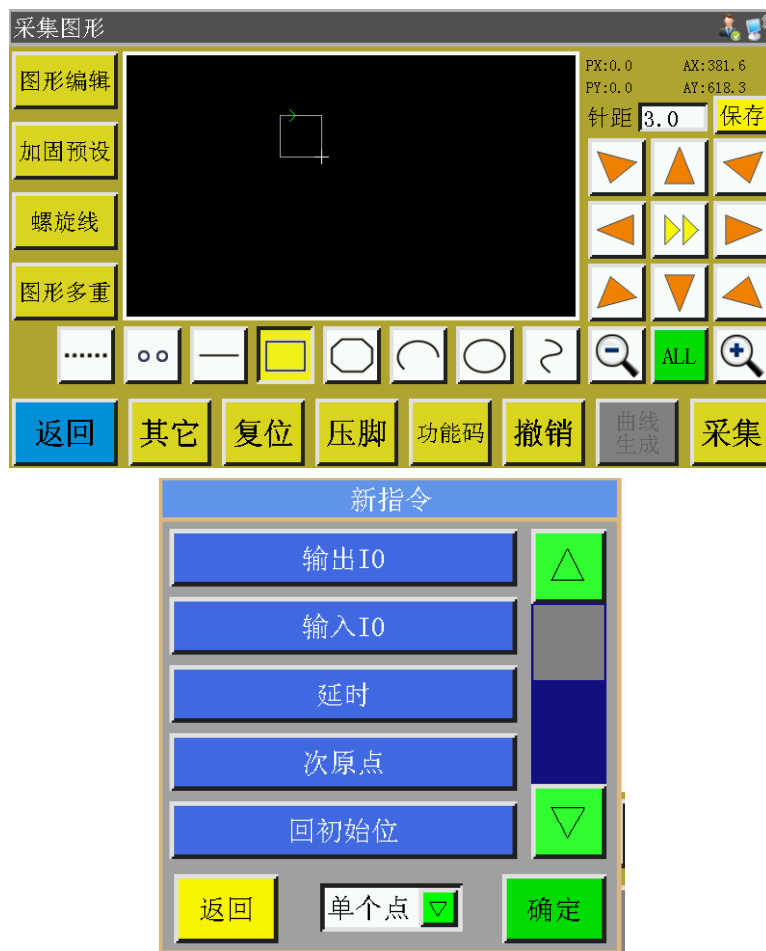 采集图形
图形编辑
加固预设
螺旋线
图形多重
PX:0.0 AX:381.6
PY:0.0 AY:618.3
针距 3.0 保存
ALL
返回 其它 复位 压脚 功能码 撤销 曲线生成 采集
新指令
输出IO
输入IO
延时
次原点
回初始位
返回 单个点 确定